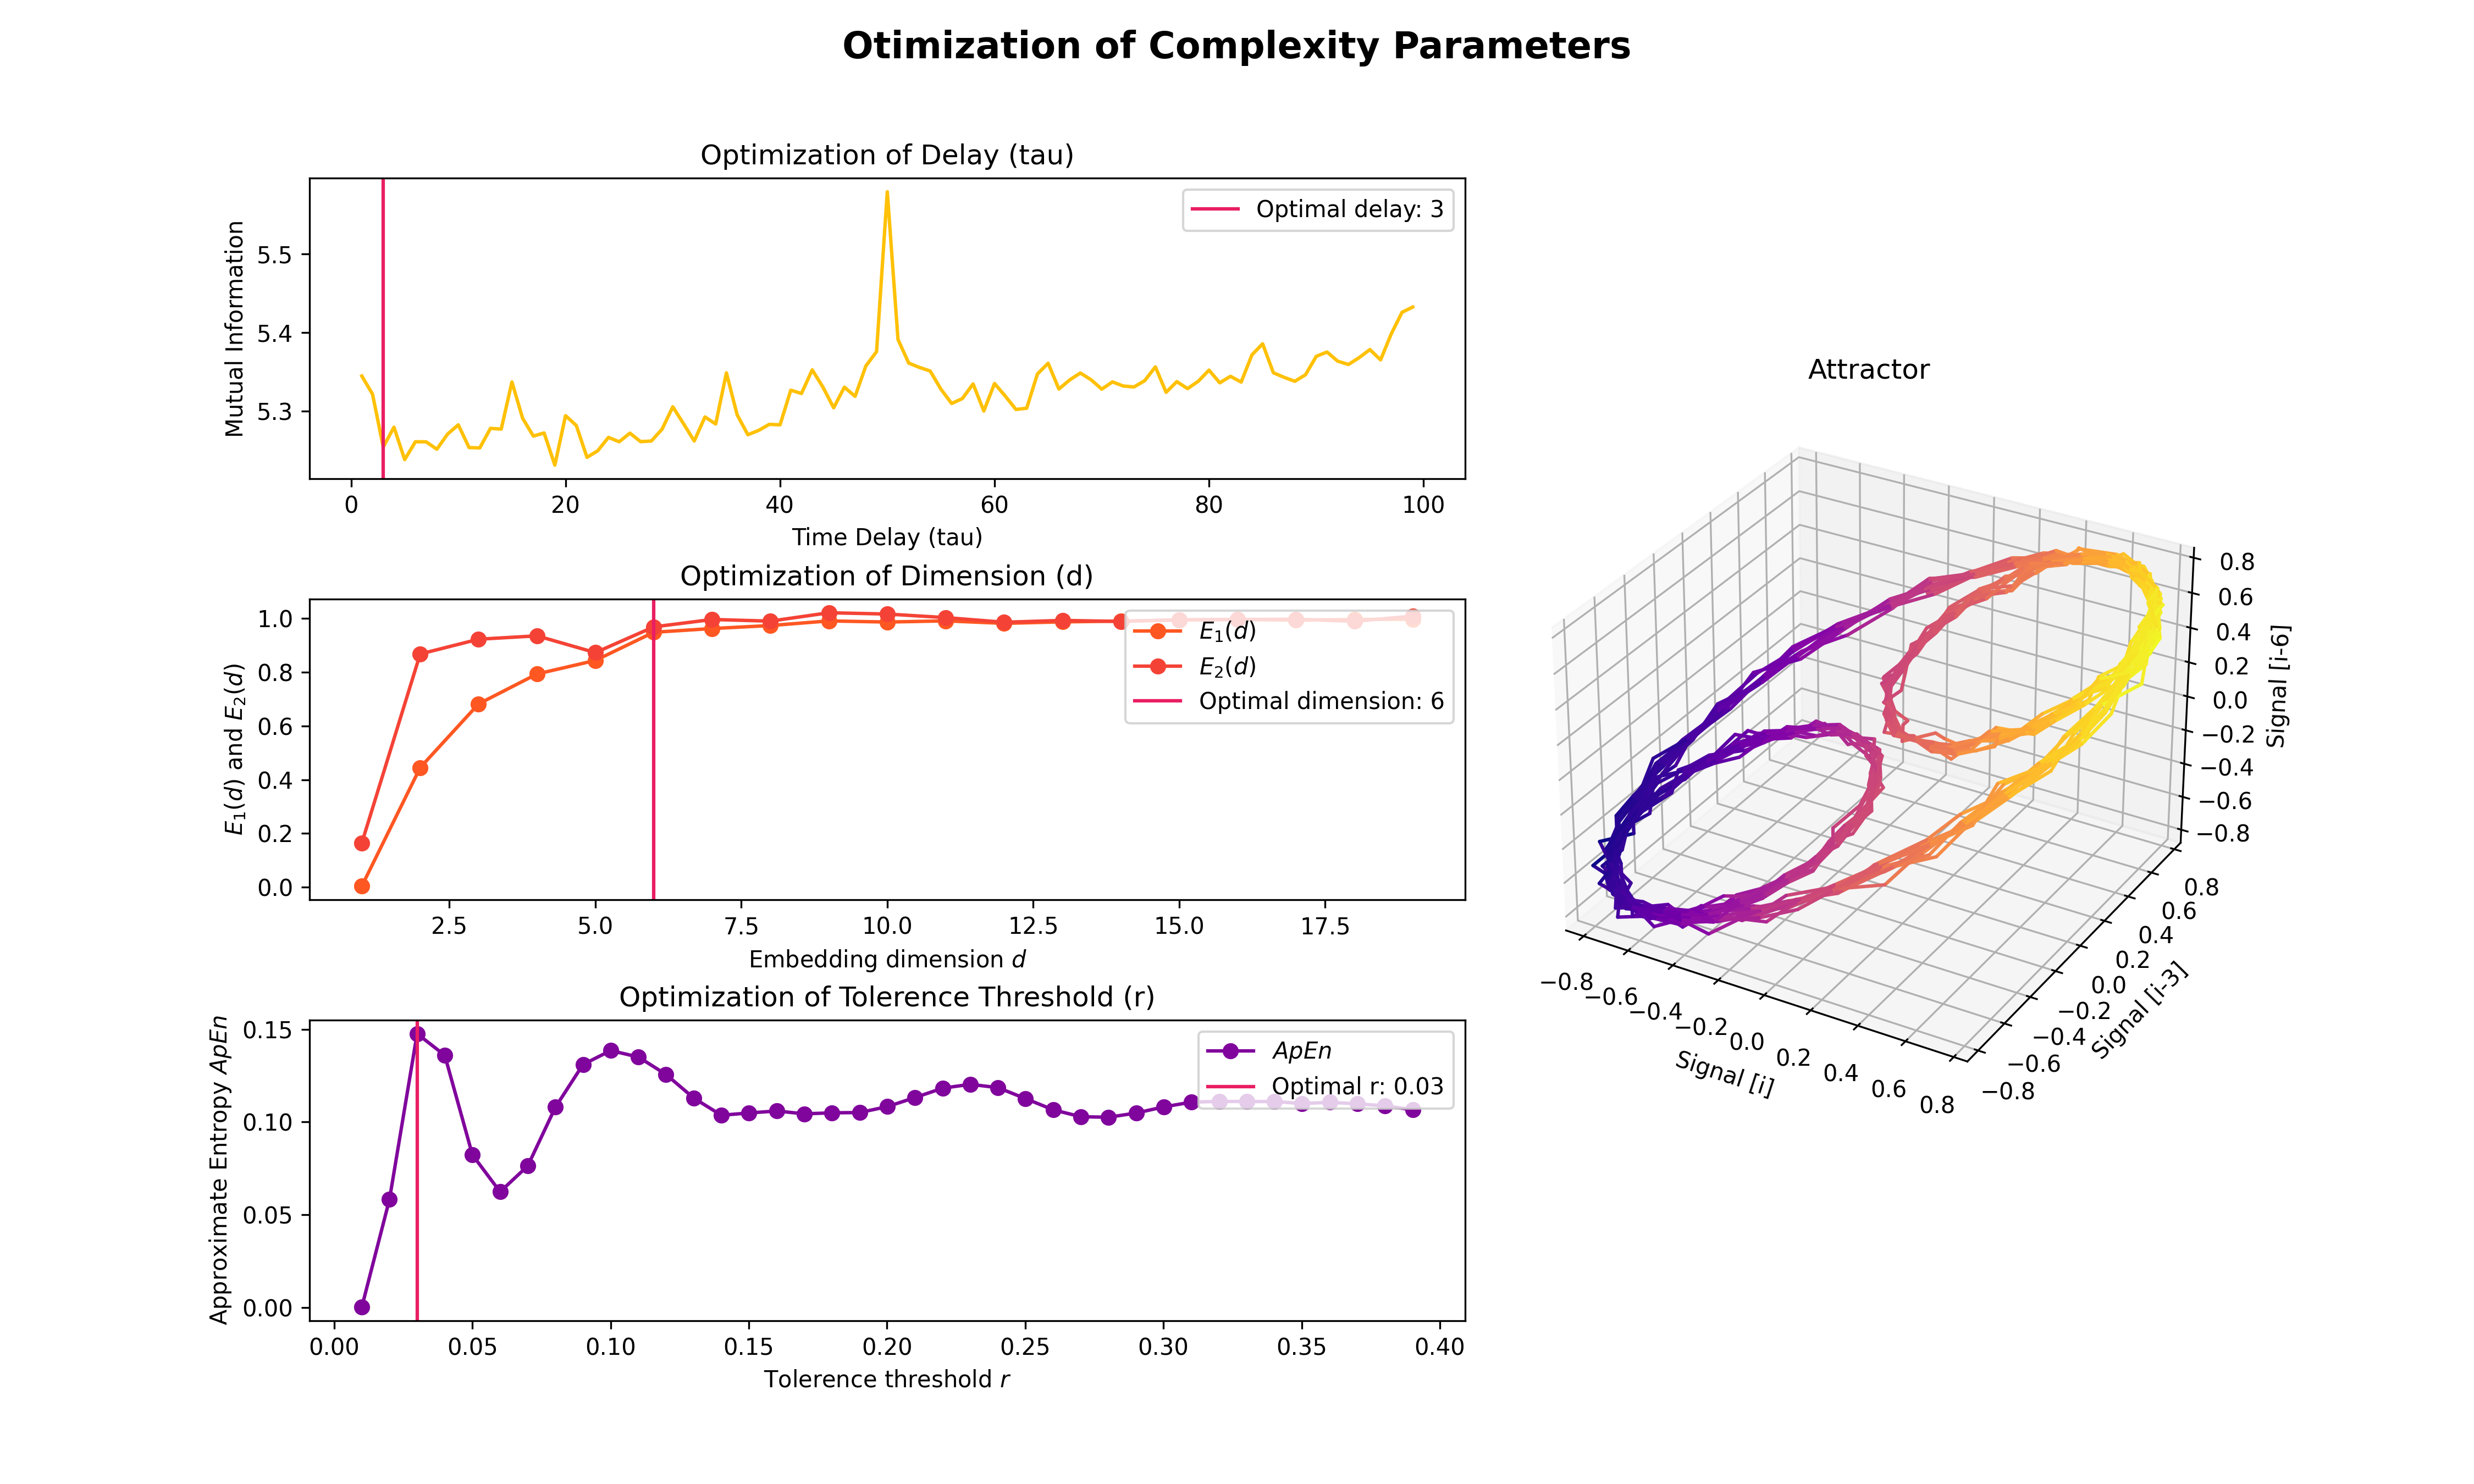 Otimization of Complexity Parameters
Optimization of Delay (tau)
Mutual Information
5.5
5.4
5.3
Optimal delay: 3
0 20 40 60 80 100
Time Delay (tau)
Optimization of Dimension (d)
E1(d) and E2(d)
1.0
0.8
0.6
0.4
0.2
0.0
E1(d)
E2(d)
Optimal dimension: 6
2.5 5.0 7.5 10.0 12.5 15.0 17.5
Embedding dimension d
Optimization of Tolerence Threshold (r)
Approximate Entropy ApEn
0.15
0.10
0.05
0.00
ApEn
Optimal r: 0.03
0.00 0.05 0.10 0.15 0.20 0.25 0.30 0.35 0.40
Tolerence threshold r
Attractor
0.8
0.6
0.4
0.2
0.0
−0.2
−0.4
−0.6
−0.8
Signal [i-6]
0.8
0.6
0.4
0.2
0.0
−0.2
−0.4
−0.6
−0.8
Signal [i-3]
−0.8 −0.6 −0.4 −0.2 0.0 0.2 0.4 0.6 0.8
Signal [i]